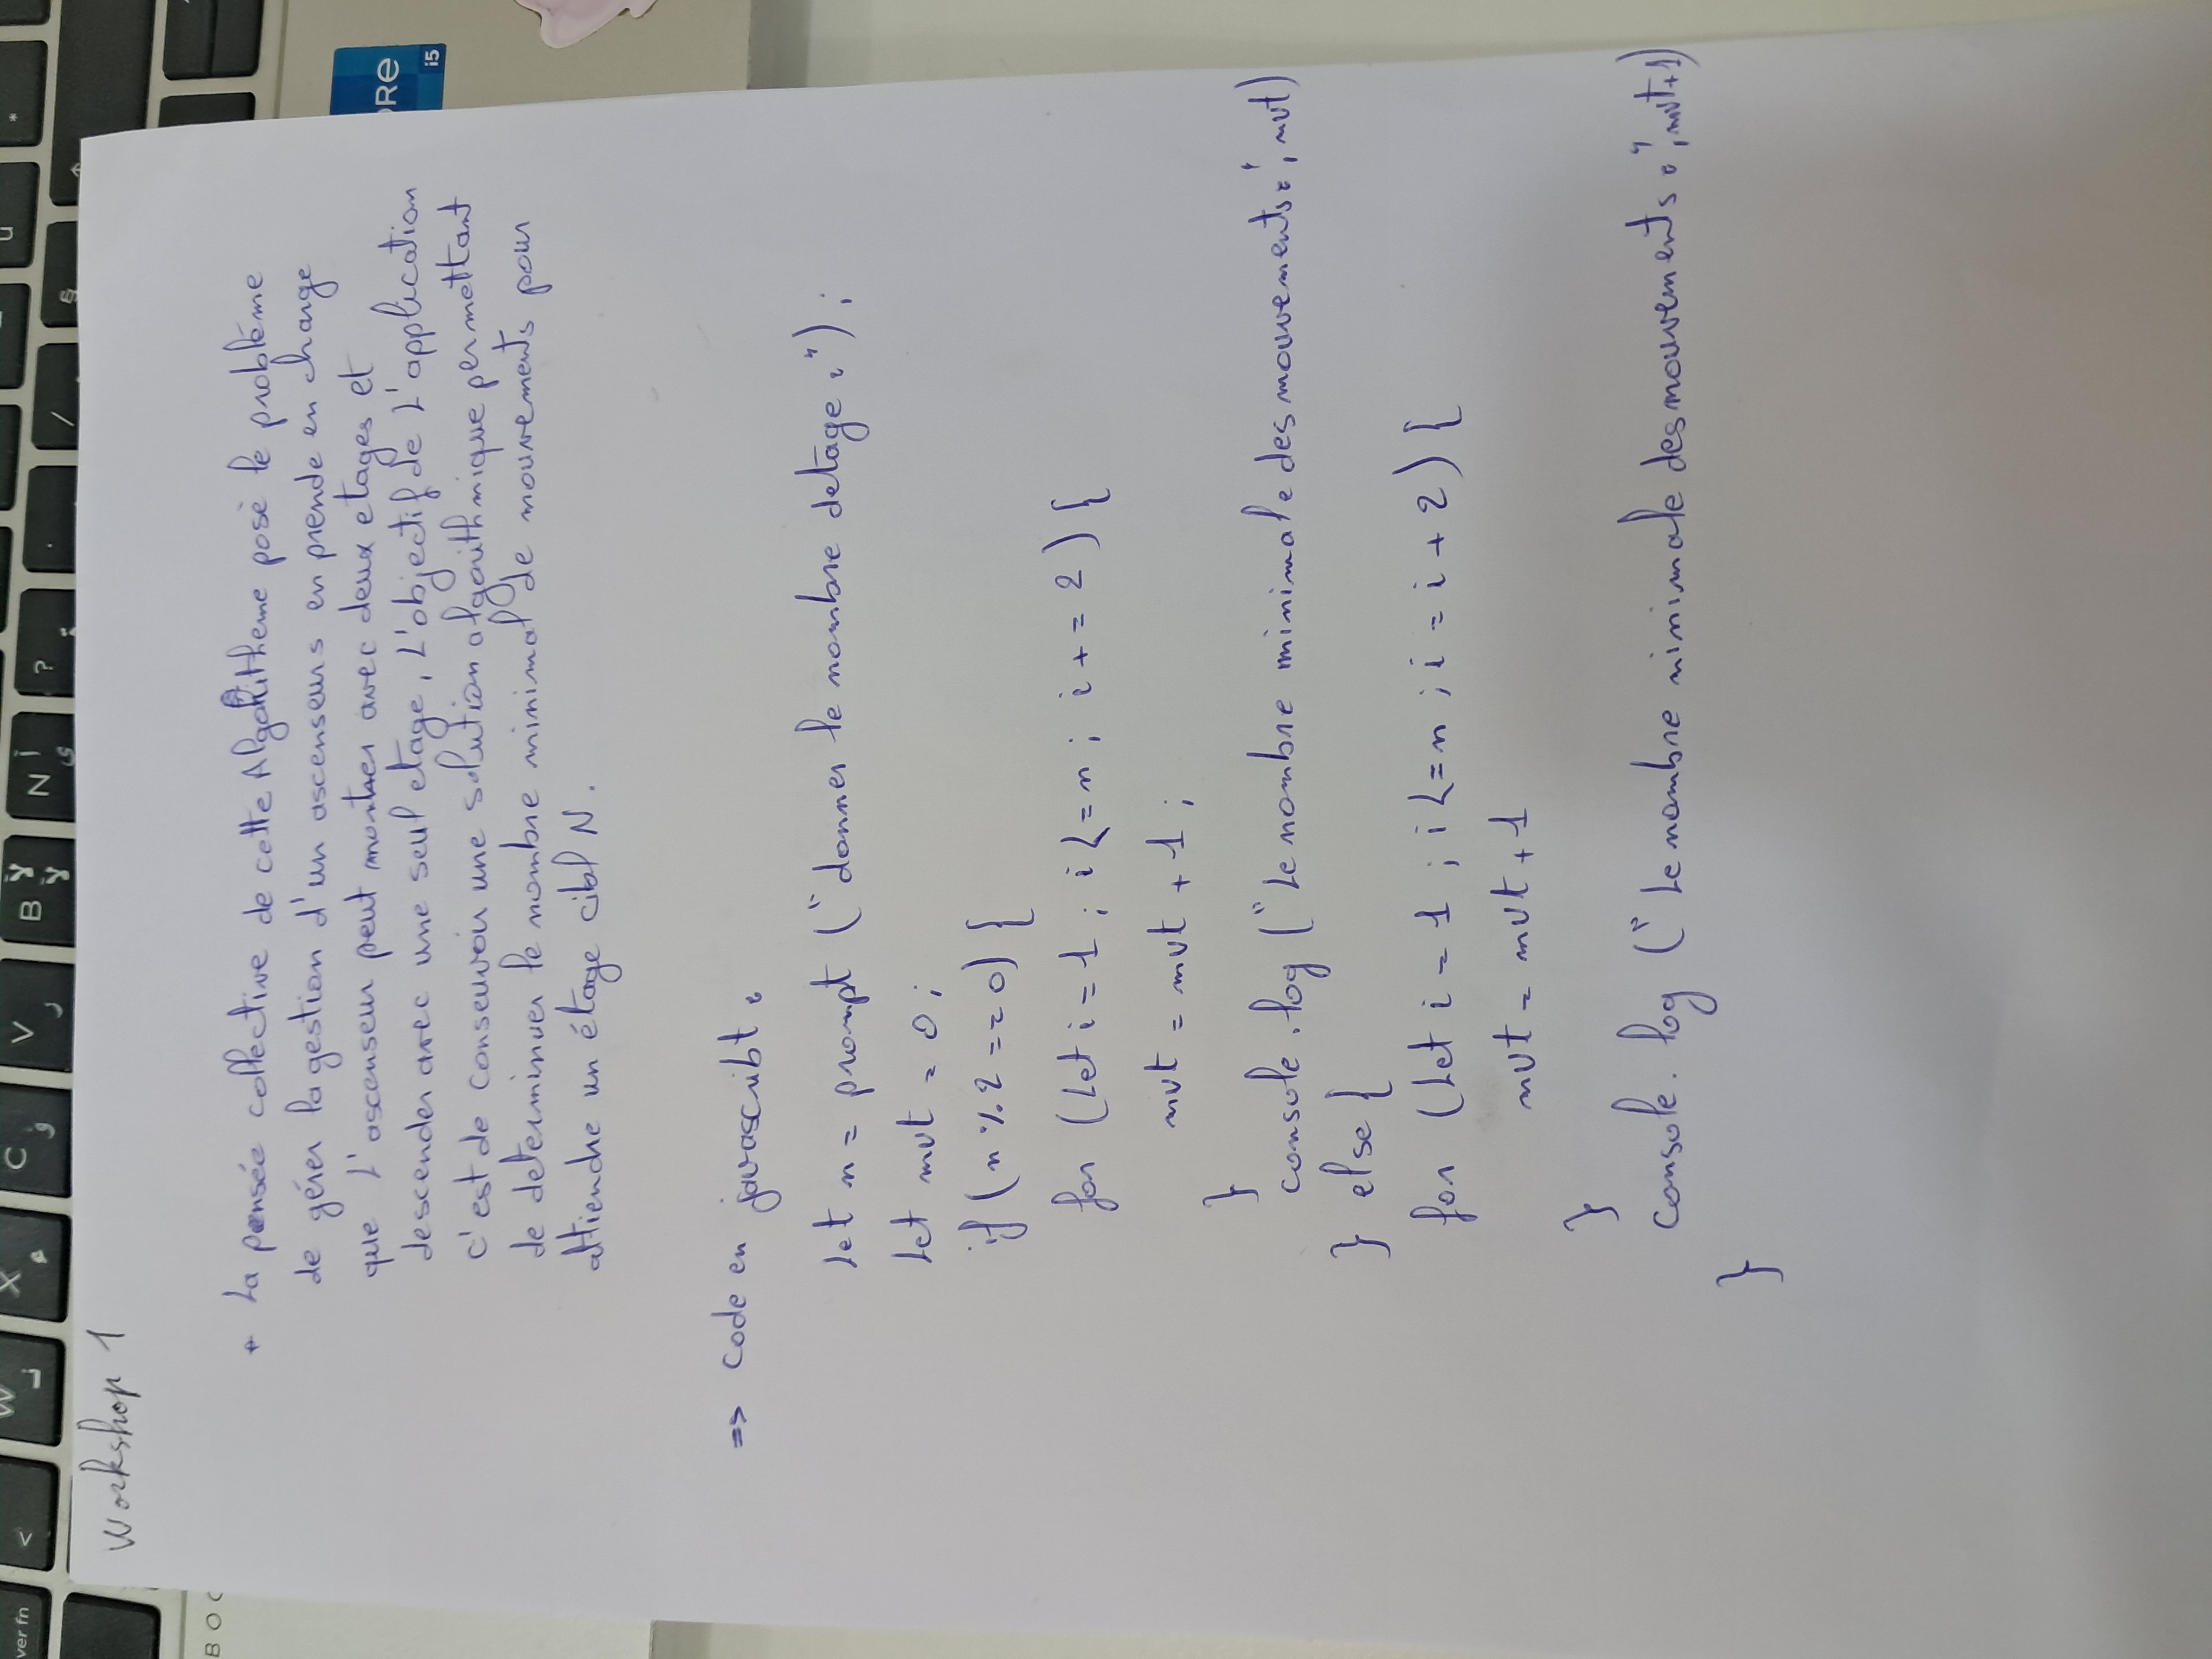 ver fn < W X C V B N ? . / § u *
BOO
ORe
i5
Workshop 1
* La pensée collective de cette Algoritheme posè le problème
de gérer la gestion d'un ascenseurs en prende en charge
que L'ascenseur peut monter avec deux etages et
descender avec une seul etage, L'objectif de L'application
c'est de conseuvoir une solution algorithmique permettant
de determinuer le nombre minimal de mouvements pour
attiendre un étage cibl N.
=> Code en javascribt :
Let n = prompt ("donner le nombre detage :");
Let mvt = 0;
if (n % 2 == 0) {
for (Let i = 1 ; i <= n ; i += 2) {
mvt = mvt + 1 ;
}
console.log ("Le nombre minimale des mouvements :", mvt)
} else {
for (Let i = 1 ; i <= n ; i = i + 2) {
mvt = mvt + 1
}
console.log ("Le nombre minimale des mouvements :", mvt+1)
}